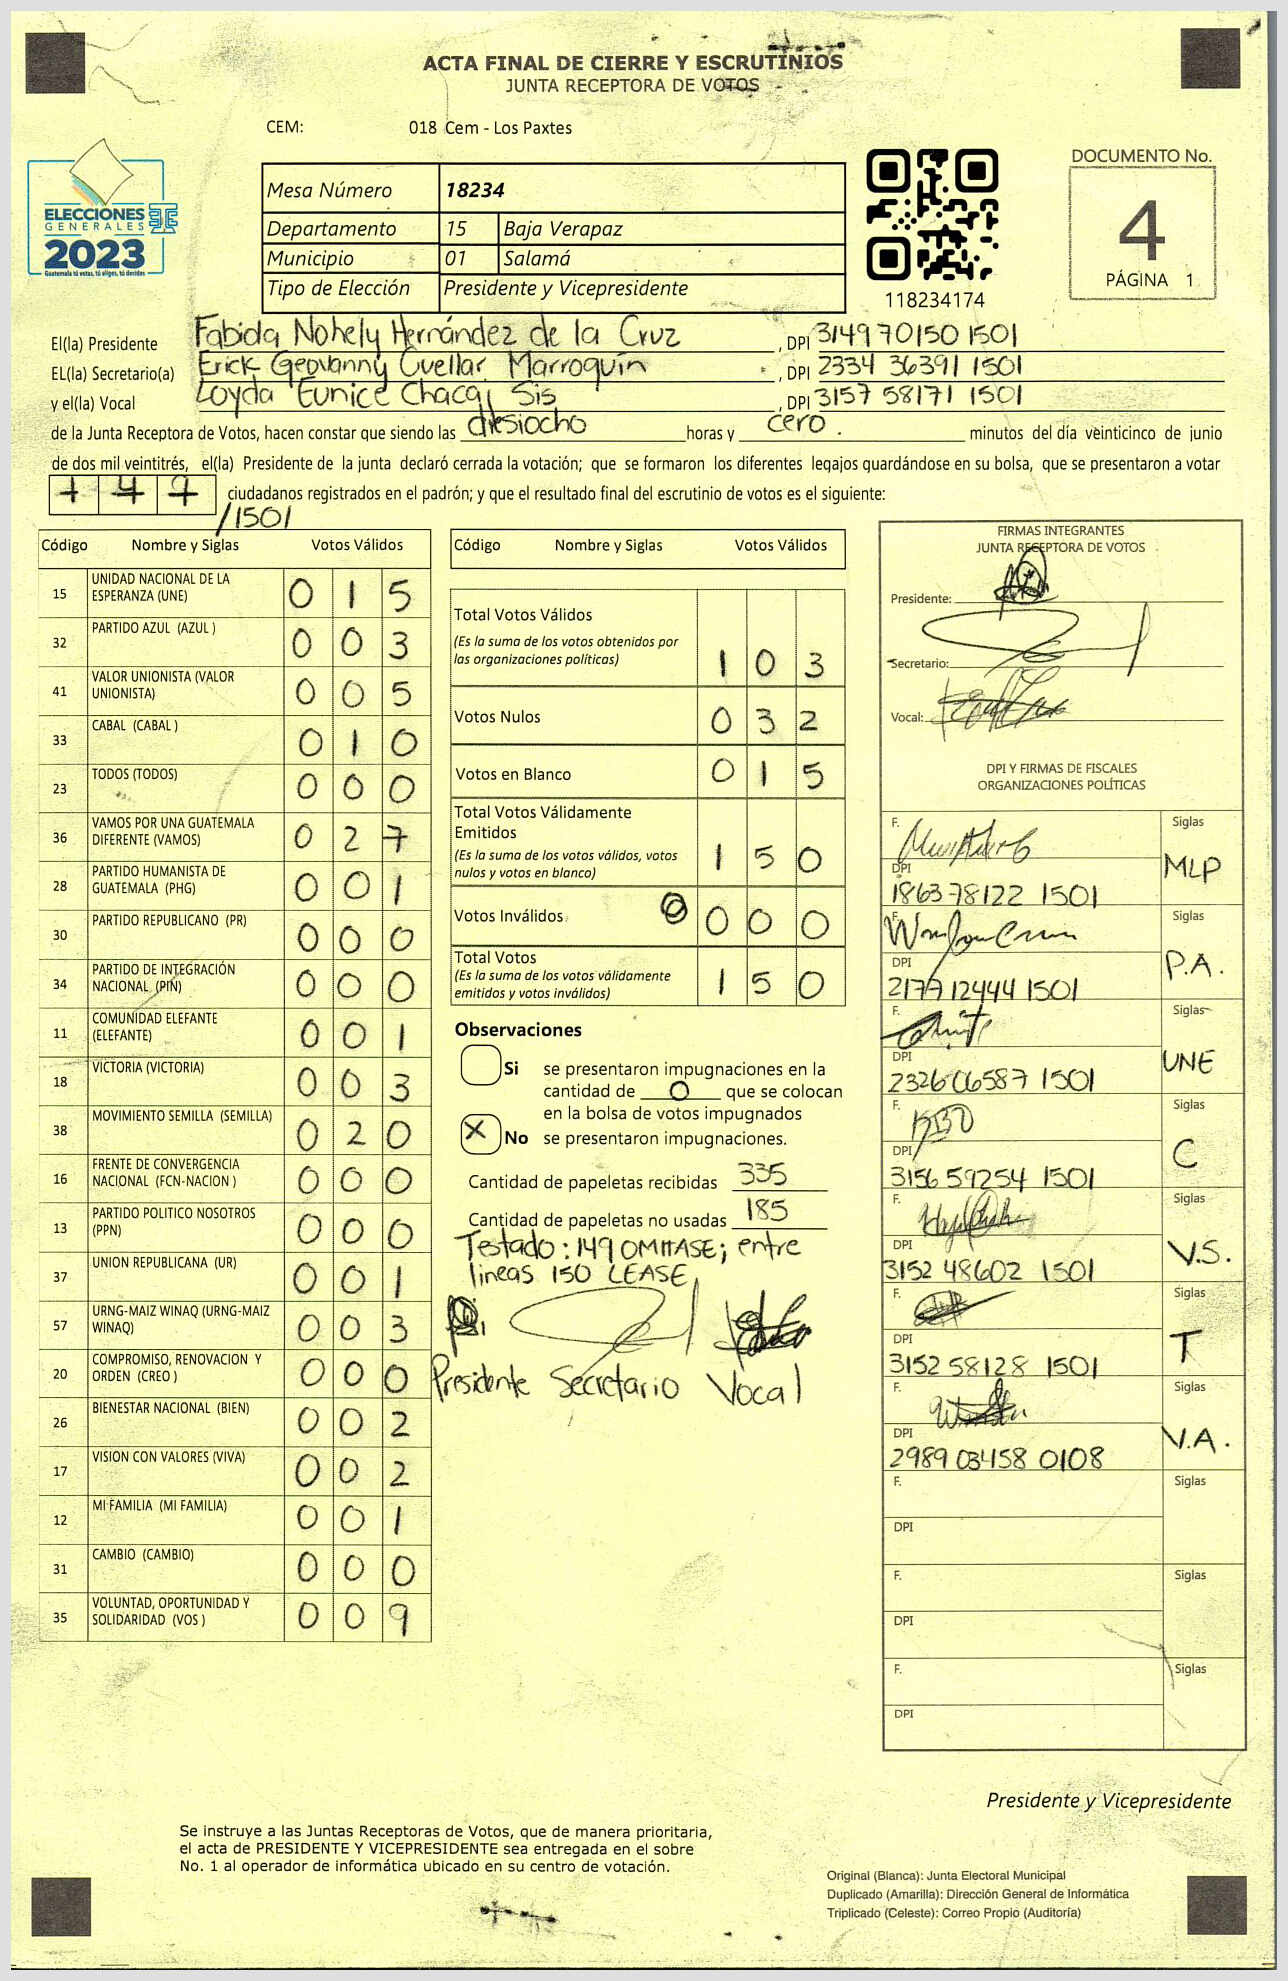 ACTA FINAL DE CIERRE Y ESCRUTINIOS
JUNTA RECEPTORA DE VOTOS
CEM: 018 Cem - Los Paxtes
ELECCIONES
GENERALES
2023
Guatemala tú votas, tú eliges, tú decides
Mesa Número 18234
Departamento 15 Baja Verapaz
Municipio 01 Salamá
Tipo de Elección Presidente y Vicepresidente
118234174
DOCUMENTO No.
4
PÁGINA 1
El(la) Presidente Fabiola Nohely Hernández de la Cruz , DPI 314970150 1501
EL(la) Secretario(a) Erick Geovanny Cuellar Marroquín , DPI 2334 36391 1501
y el(la) Vocal Loyda Eunice Chacaj Sis , DPI 3157 58171 1501
de la Junta Receptora de Votos, hacen constar que siendo las diesiocho horas y cero. minutos del día veinticinco de junio
de dos mil veintitrés, el(la) Presidente de la junta declaró cerrada la votación; que se formaron los diferentes legajos guardándose en su bolsa, que se presentaron a votar
ciudadanos registrados en el padrón; y que el resultado final del escrutinio de votos es el siguiente:
/150/
Código Nombre y Siglas Votos Válidos
15 UNIDAD NACIONAL DE LA ESPERANZA (UNE) 0 1 5
32 PARTIDO AZUL (AZUL ) 0 0 3
41 VALOR UNIONISTA (VALOR UNIONISTA) 0 0 5
33 CABAL (CABAL ) 0 1 0
23 TODOS (TODOS) 0 0 0
36 VAMOS POR UNA GUATEMALA DIFERENTE (VAMOS) 0 2 7
28 PARTIDO HUMANISTA DE GUATEMALA (PHG) 0 0 1
30 PARTIDO REPUBLICANO (PR) 0 0 0
34 PARTIDO DE INTEGRACIÓN NACIONAL (PIN) 0 0 0
11 COMUNIDAD ELEFANTE (ELEFANTE) 0 0 1
18 VICTORIA (VICTORIA) 0 0 3
38 MOVIMIENTO SEMILLA (SEMILLA) 0 2 0
16 FRENTE DE CONVERGENCIA NACIONAL (FCN-NACION ) 0 0 0
13 PARTIDO POLITICO NOSOTROS (PPN) 0 0 0
37 UNION REPUBLICANA (UR) 0 0 1
57 URNG-MAIZ WINAQ (URNG-MAIZ WINAQ) 0 0 3
20 COMPROMISO, RENOVACION Y ORDEN (CREO ) 0 0 0
26 BIENESTAR NACIONAL (BIEN) 0 0 2
17 VISION CON VALORES (VIVA) 0 0 2
12 MI FAMILIA (MI FAMILIA) 0 0 1
31 CAMBIO (CAMBIO) 0 0 0
35 VOLUNTAD, OPORTUNIDAD Y SOLIDARIDAD (VOS ) 0 0 9
Código Nombre y Siglas Votos Válidos
Total Votos Válidos
(Es la suma de los votos obtenidos por
las organizaciones políticas) 1 0 3
Votos Nulos 0 3 2
Votos en Blanco 0 1 5
Total Votos Válidamente
Emitidos
(Es la suma de los votos válidos, votos
nulos y votos en blanco) 1 5 0
Votos Inválidos 0 0 0
Total Votos
(Es la suma de los votos válidamente
emitidos y votos inválidos) 1 5 0
Observaciones
Si se presentaron impugnaciones en la
cantidad de 0 que se colocan
en la bolsa de votos impugnados
X No se presentaron impugnaciones.
Cantidad de papeletas recibidas 335
Cantidad de papeletas no usadas 185
Testado: 149 OMITASE; entre
lineas 150 LEASE,
Presidente Secretario Vocal
FIRMAS INTEGRANTES
JUNTA RECEPTORA DE VOTOS
Presidente:
Secretario:
Vocal:
DPI Y FIRMAS DE FISCALES
ORGANIZACIONES POLÍTICAS
F. Siglas
MLP
DPI
1863 78122 1501
F. Siglas
P.A.
DPI
2177 12444 1501
F. Siglas
UNE
DPI
2326 06587 1501
F. Siglas
C
DPI
3156 59254 1501
F. Siglas
V.S.
DPI
3152 48602 1501
F. Siglas
T
DPI
3152 58128 1501
F. Siglas
V.A.
DPI
2989 03458 0108
F. Siglas
DPI
F. Siglas
DPI
F. Siglas
DPI
Presidente y Vicepresidente
Se instruye a las Juntas Receptoras de Votos, que de manera prioritaria,
el acta de PRESIDENTE Y VICEPRESIDENTE sea entregada en el sobre
No. 1 al operador de informática ubicado en su centro de votación.
Original (Blanca): Junta Electoral Municipal
Duplicado (Amarilla): Dirección General de Informática
Triplicado (Celeste): Correo Propio (Auditoría)